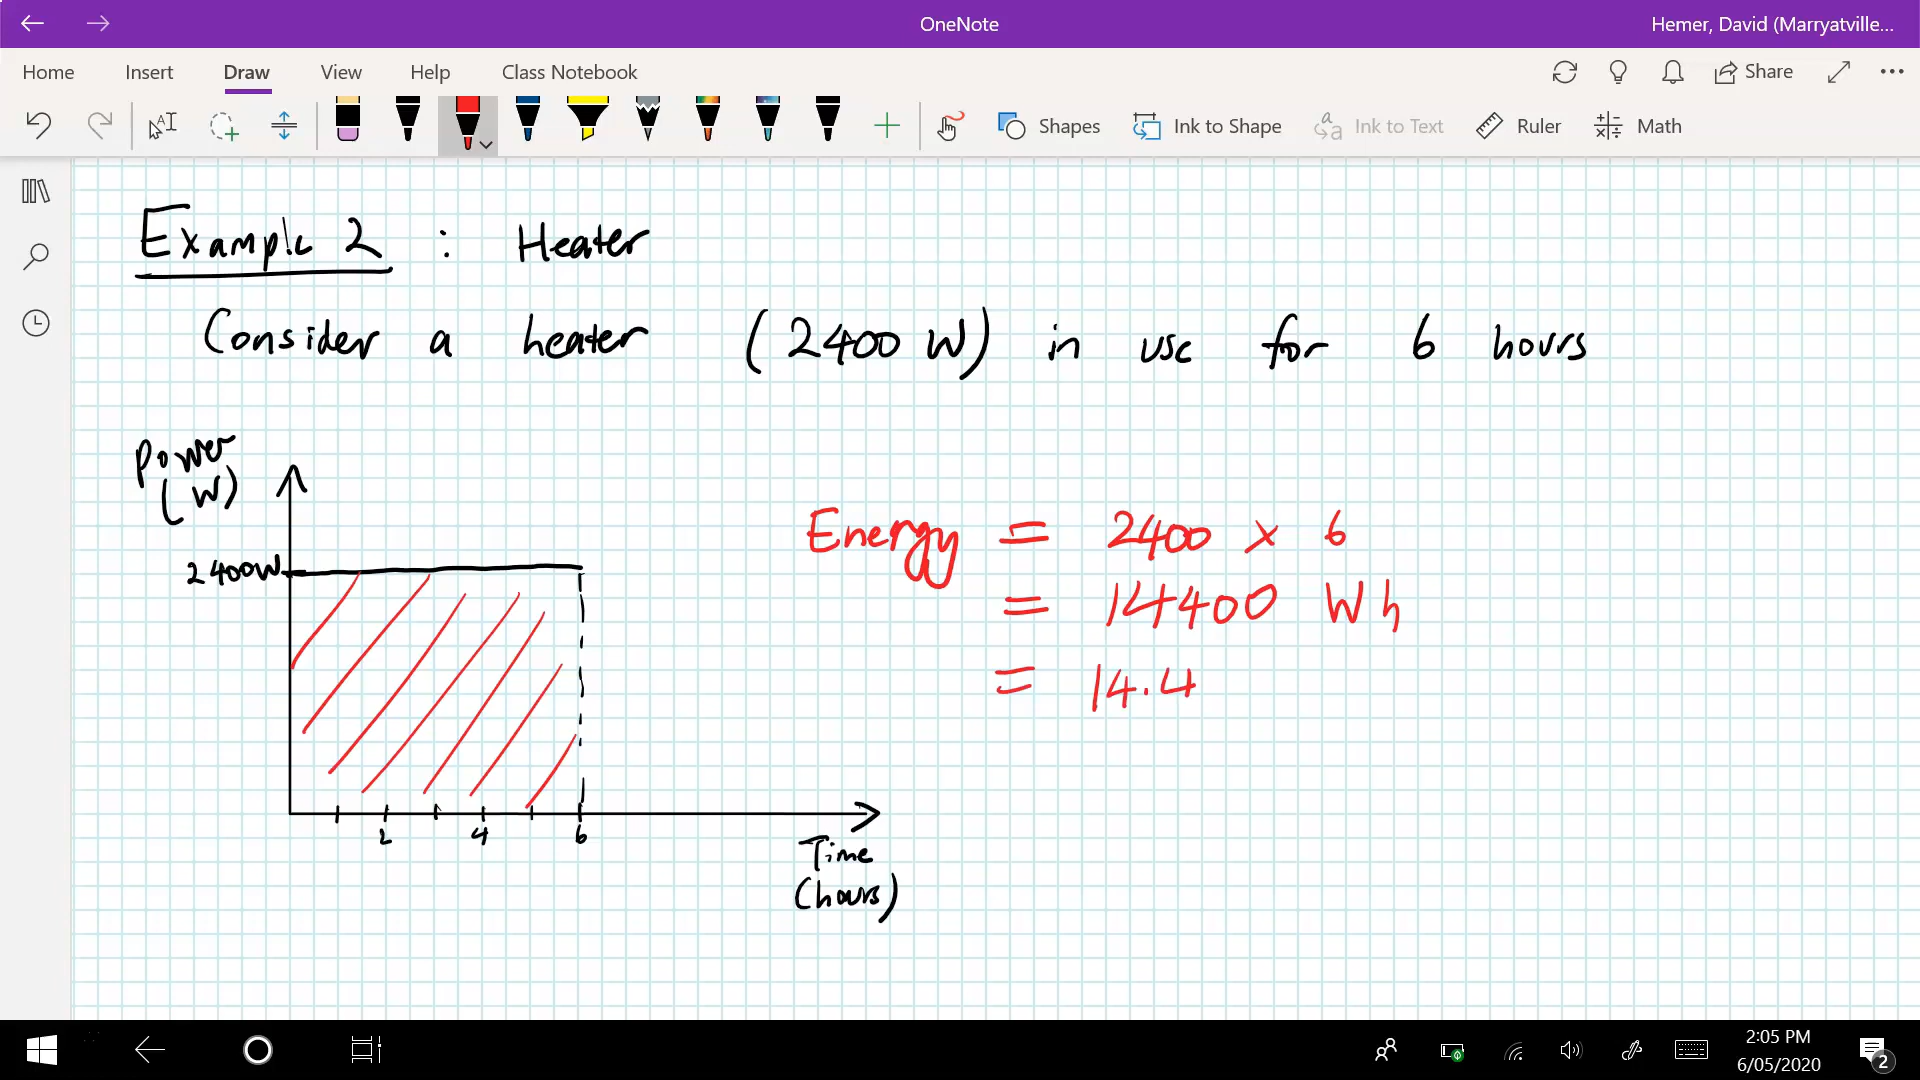 OneNote
Hemer, David (Marryatville...
Home Insert Draw View Help Class Notebook Share
Shapes Ink to Shape Ink to Text Ruler Math
Example 2 : Heater
Consider a heater (2400 W) in use for 6 hours
Power
(W)
2400W
2 4 6
Time
(hours)
Energy = 2400 x 6
= 14400 Wh
= 14.4
2:05 PM
6/05/2020
2